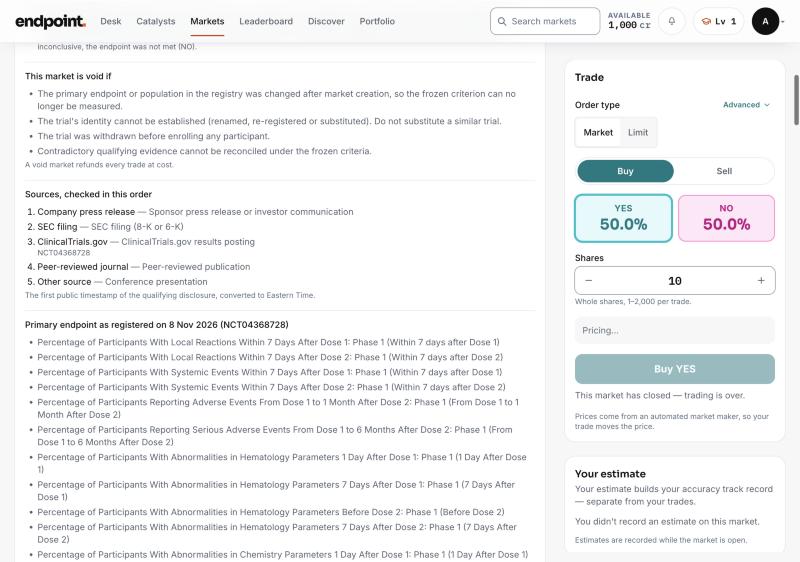 endpoint.
Desk
Catalysts
Markets
Leaderboard
Discover
Portfolio
Search markets
AVAILABLE
1,000 cr
Lv 1
A
inconclusive, the endpoint was not met (NO).
This market is void if
• The primary endpoint or population in the registry was changed after market creation, so the frozen criterion can no
longer be measured.
• The trial's identity cannot be established (renamed, re-registered or substituted). Do not substitute a similar trial.
• The trial was withdrawn before enrolling any participant.
• Contradictory qualifying evidence cannot be reconciled under the frozen criteria.
A void market refunds every trade at cost.
Sources, checked in this order
1. Company press release — Sponsor press release or investor communication
2. SEC filing — SEC filing (8-K or 6-K)
3. ClinicalTrials.gov — ClinicalTrials.gov results posting
NCT04368728
4. Peer-reviewed journal — Peer-reviewed publication
5. Other source — Conference presentation
The first public timestamp of the qualifying disclosure, converted to Eastern Time.
Primary endpoint as registered on 8 Nov 2026 (NCT04368728)
• Percentage of Participants With Local Reactions Within 7 Days After Dose 1: Phase 1 (Within 7 days after Dose 1)
• Percentage of Participants With Local Reactions Within 7 Days After Dose 2: Phase 1 (Within 7 days after Dose 2)
• Percentage of Participants With Systemic Events Within 7 Days After Dose 1: Phase 1 (Within 7 days after Dose 1)
• Percentage of Participants With Systemic Events Within 7 Days After Dose 2: Phase 1 (Within 7 days after Dose 2)
• Percentage of Participants Reporting Adverse Events From Dose 1 to 1 Month After Dose 2: Phase 1 (From Dose 1 to 1
Month After Dose 2)
• Percentage of Participants Reporting Serious Adverse Events From Dose 1 to 6 Months After Dose 2: Phase 1 (From
Dose 1 to 6 Months After Dose 2)
• Percentage of Participants With Abnormalities in Hematology Parameters 1 Day After Dose 1: Phase 1 (1 Day After Dose
1)
• Percentage of Participants With Abnormalities in Hematology Parameters 7 Days After Dose 1: Phase 1 (7 Days After
Dose 1)
• Percentage of Participants With Abnormalities in Hematology Parameters Before Dose 2: Phase 1 (Before Dose 2)
• Percentage of Participants With Abnormalities in Hematology Parameters 7 Days After Dose 2: Phase 1 (7 Days After
Dose 2)
• Percentage of Participants With Abnormalities in Chemistry Parameters 1 Day After Dose 1: Phase 1 (1 Day After Dose 1)
Trade
Order type
Advanced
Market
Limit
Buy
Sell
YES
50.0%
NO
50.0%
Shares
− 10 +
Whole shares, 1–2,000 per trade.
Pricing...
Buy YES
This market has closed — trading is over.
Prices come from an automated market maker, so your
trade moves the price.
Your estimate
Your estimate builds your accuracy track record
— separate from your trades.
You didn't record an estimate on this market.
Estimates are recorded while the market is open.